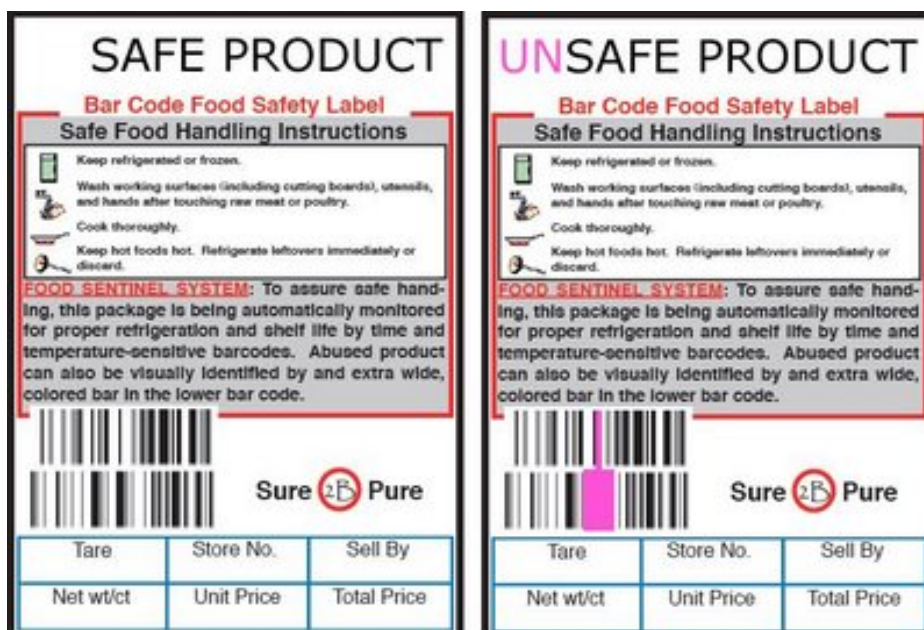 SAFE PRODUCT
Bar Code Food Safety Label
Safe Food Handling Instructions
Keep refrigerated or frozen.
Wash working surfaces (including cutting boards), utensils,
and hands after touching raw meat or poultry.
Cook thoroughly.
Keep hot foods hot. Refrigerate leftovers immediately or
discard.
FOOD SENTINEL SYSTEM: To assure safe hand-
ing, this package is being automatically monitored
for proper refrigeration and shelf life by time and
temperature-sensitive barcodes. Abused product
can also be visually identified by and extra wide,
colored bar in the lower bar code.
Sure 2B Pure
Tare Store No. Sell By
Net wt/ct Unit Price Total Price
UNSAFE PRODUCT
Bar Code Food Safety Label
Safe Food Handling Instructions
Keep refrigerated or frozen.
Wash working surfaces (including cutting boards), utensils,
and hands after touching raw meat or poultry.
Cook thoroughly.
Keep hot foods hot. Refrigerate leftovers immediately or
discard.
FOOD SENTINEL SYSTEM: To assure safe hand-
ing, this package is being automatically monitored
for proper refrigeration and shelf life by time and
temperature-sensitive barcodes. Abused product
can also be visually identified by and extra wide,
colored bar in the lower bar code.
Sure 2B Pure
Tare Store No. Sell By
Net wt/ct Unit Price Total Price